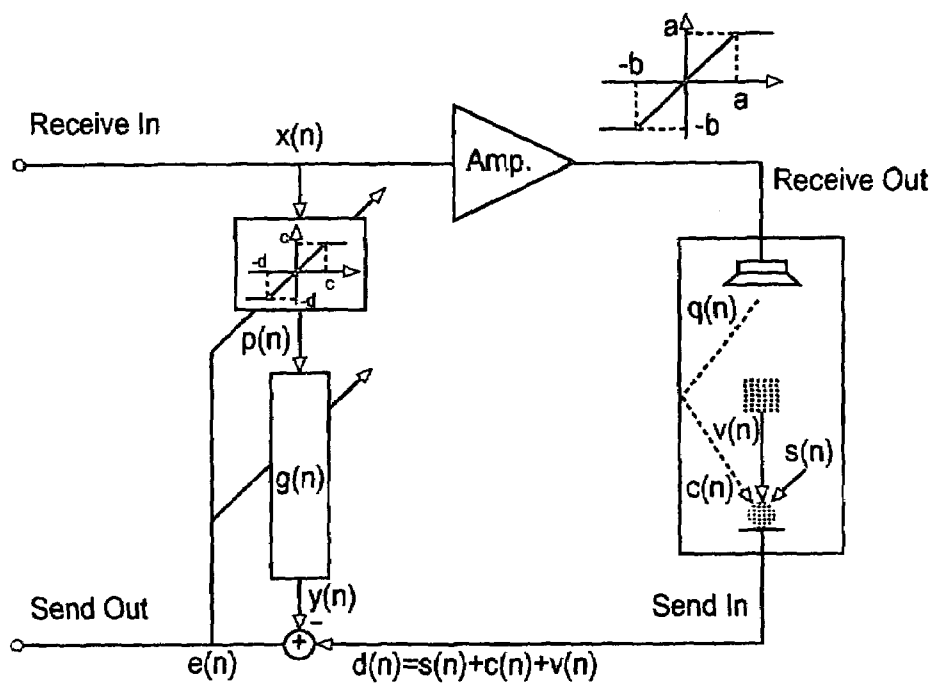 a
-b
a
-b
Receive In
x(n)
Amp.
Receive Out
c
-d
c
-d
p(n)
q(n)
g(n)
v(n)
s(n)
c(n)
y(n)
−
Send Out
Send In
+
e(n)
d(n)=s(n)+c(n)+v(n)